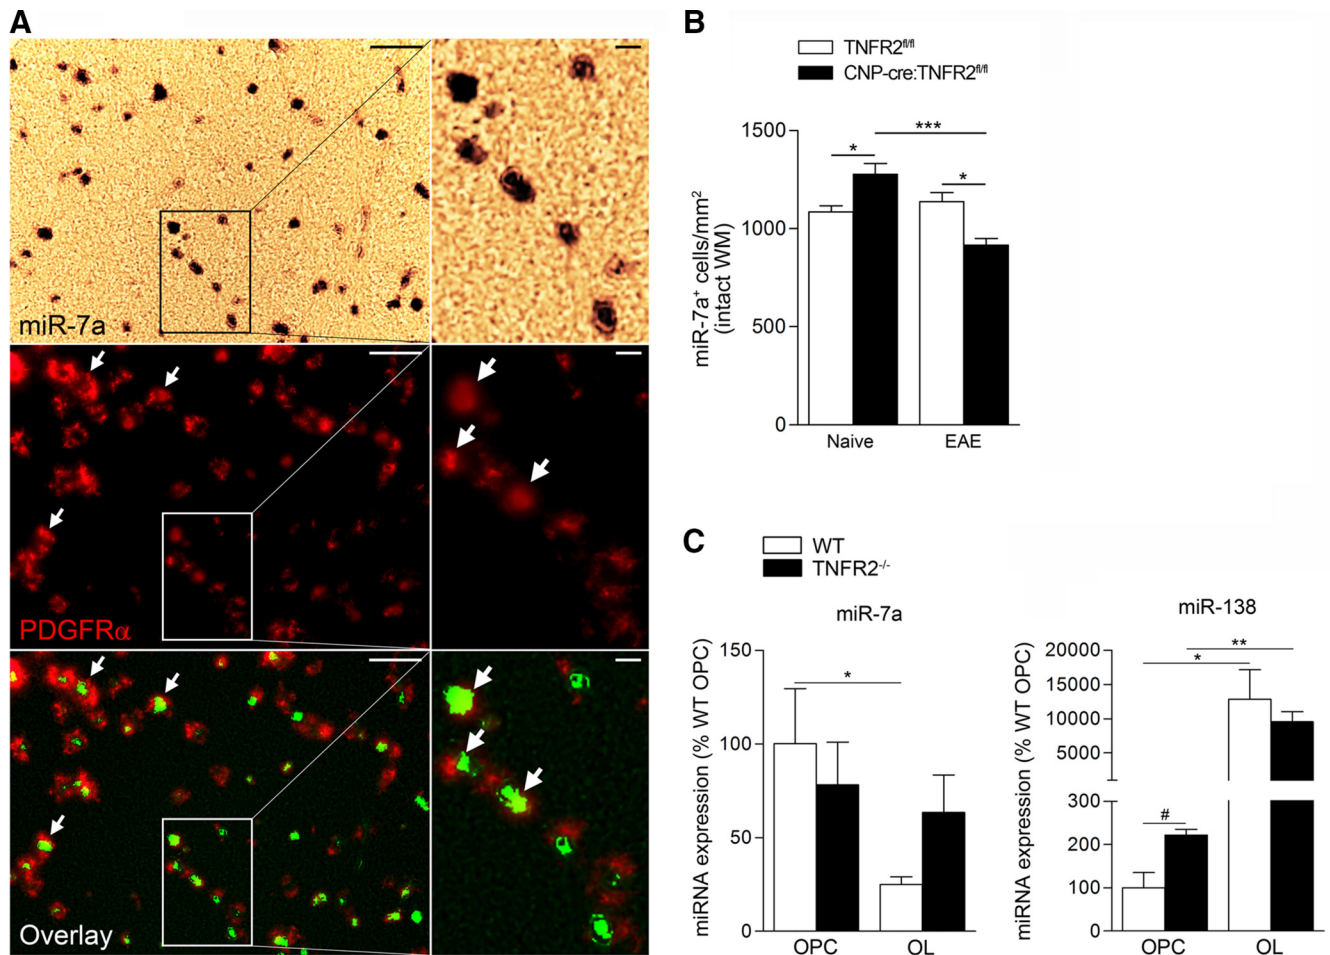 A
miR-7a
PDGFRα
Overlay
B
TNFR2fl/fl
CNP-cre:TNFR2fl/fl
miR-7a+ cells/mm2
(intact WM)
1500
1000
500
0
*
***
*
Naive
EAE
C
WT
TNFR2-/-
miR-7a
miRNA expression (% WT OPC)
150
100
50
0
*
OPC
OL
miR-138
miRNA expression (% WT OPC)
20000
15000
10000
5000
300
200
100
0
**
*
#
OPC
OL